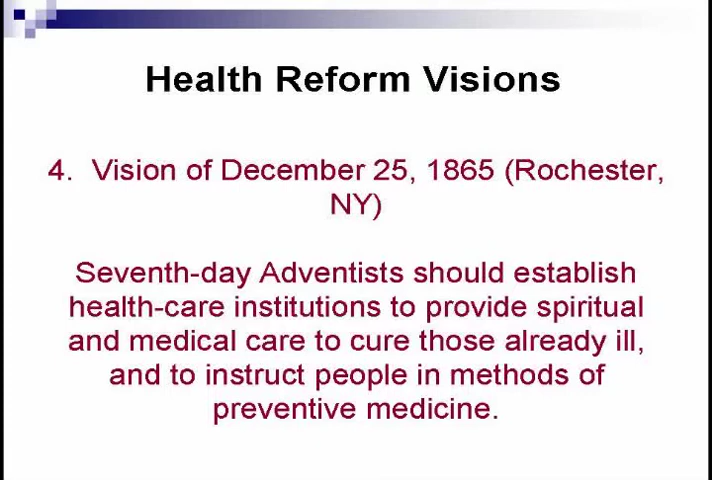 Health Reform Visions
4. Vision of December 25, 1865 (Rochester,
NY)
Seventh-day Adventists should establish
health-care institutions to provide spiritual
and medical care to cure those already ill,
and to instruct people in methods of
preventive medicine.